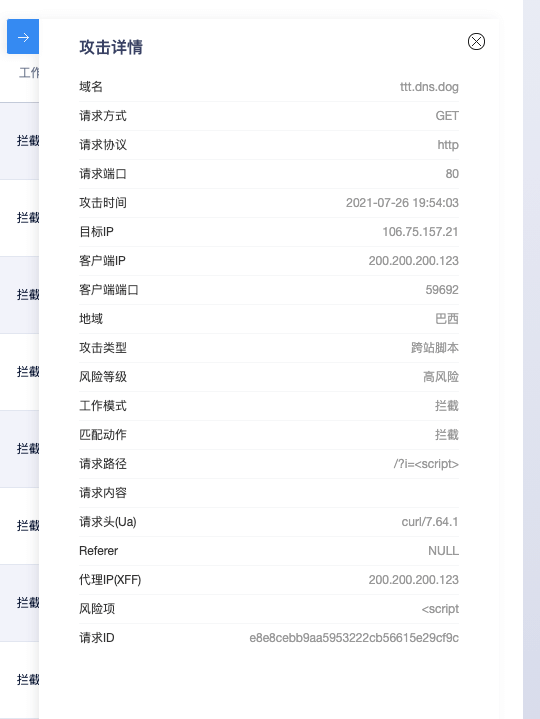 攻击详情
工作
域名 ttt.dns.dog
请求方式 GET
请求协议 http
请求端口 80
攻击时间 2021-07-26 19:54:03
目标IP 106.75.157.21
客户端IP 200.200.200.123
客户端端口 59692
地域 巴西
攻击类型 跨站脚本
风险等级 高风险
工作模式 拦截
匹配动作 拦截
请求路径 /?i=<script>
请求内容
请求头(Ua) curl/7.64.1
Referer NULL
代理IP(XFF) 200.200.200.123
风险项 <script
请求ID e8e8cebb9aa5953222cb56615e29cf9c
拦截
拦截
拦截
拦截
拦截
拦截
拦截
拦截